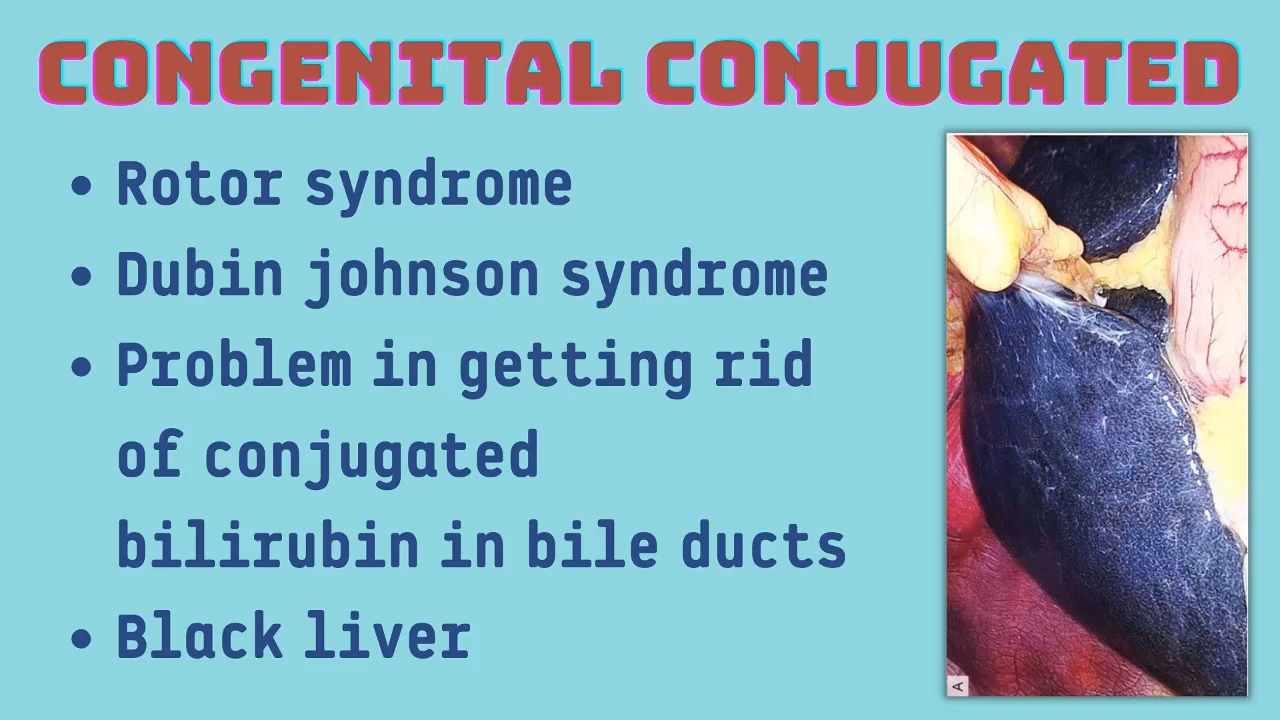 CONGENITAL CONJUGATED
• Rotor syndrome
• Dubin johnson syndrome
• Problem in getting rid
of conjugated
bilirubin in bile ducts
• Black liver
A